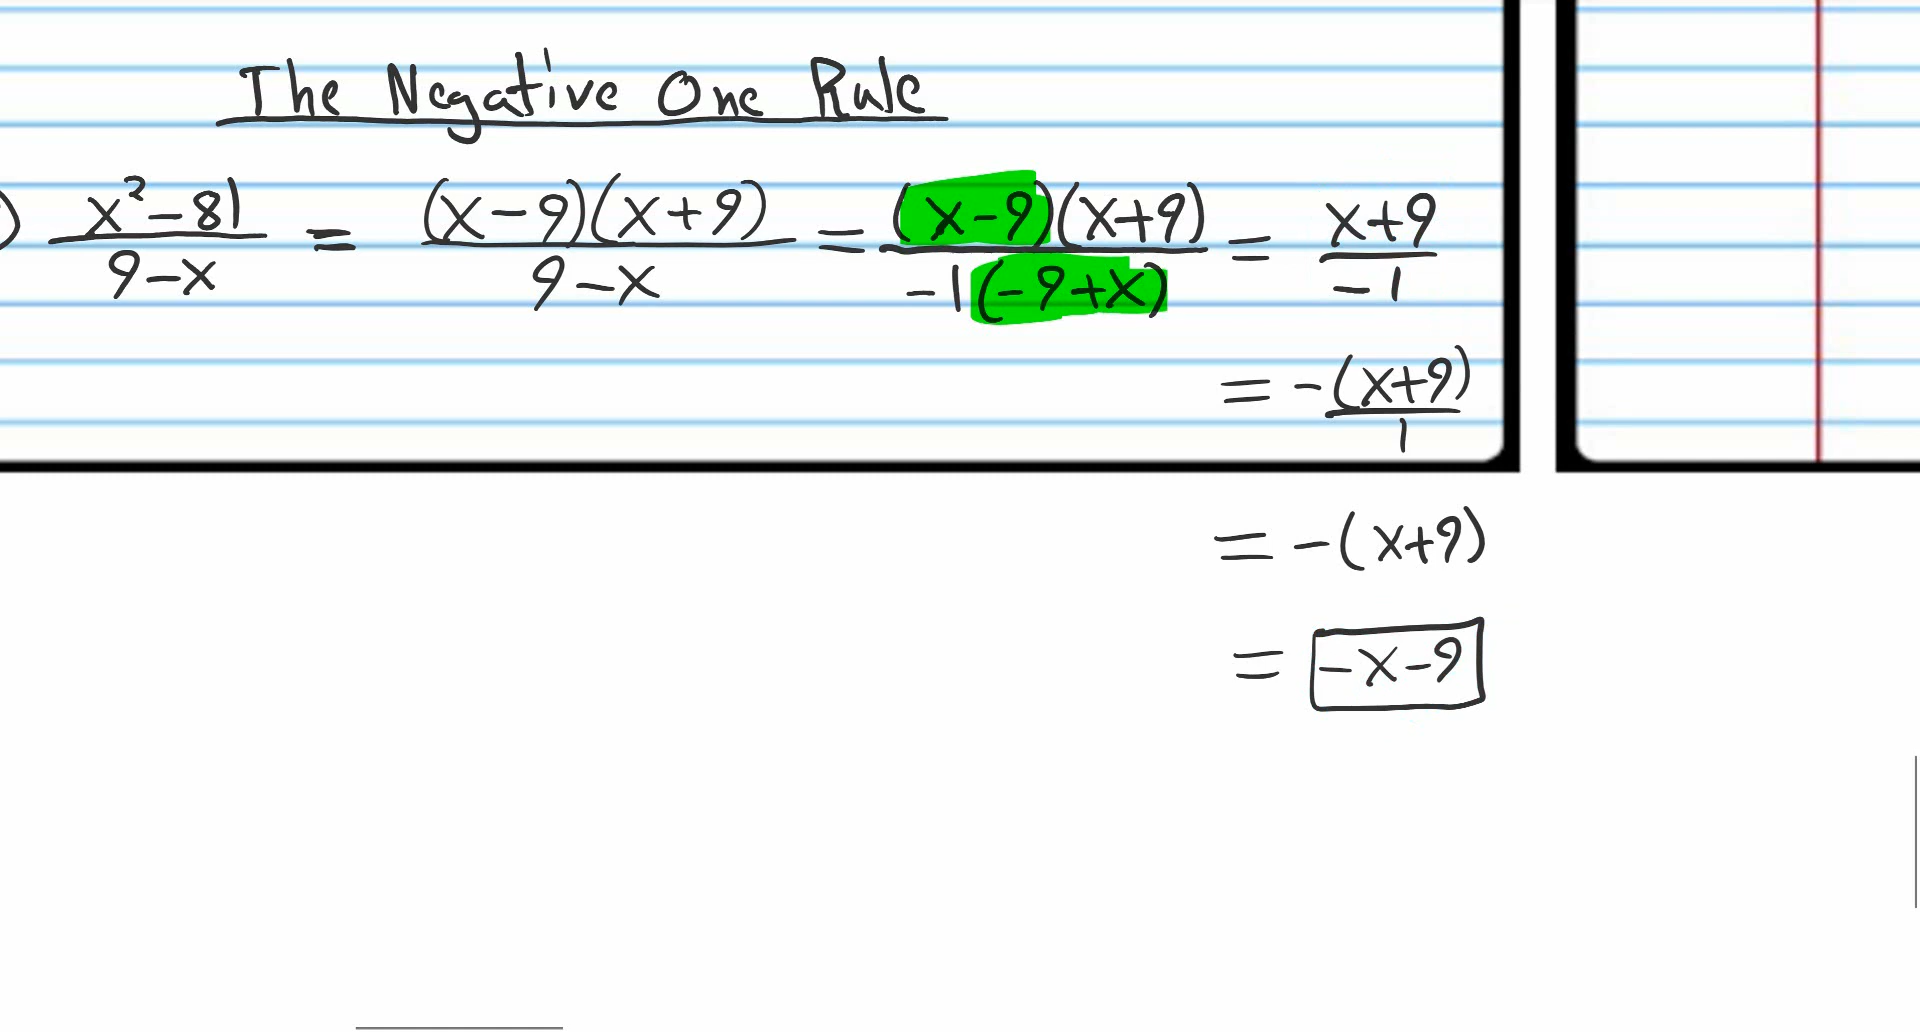 The Negative One Rule
) x²-81/9-x = (x-9)(x+9)/9-x = (x-9)(x+9)/-1(-9+x) = x+9/-1
= -(x+9)/1
= -(x+9)
= -x-9